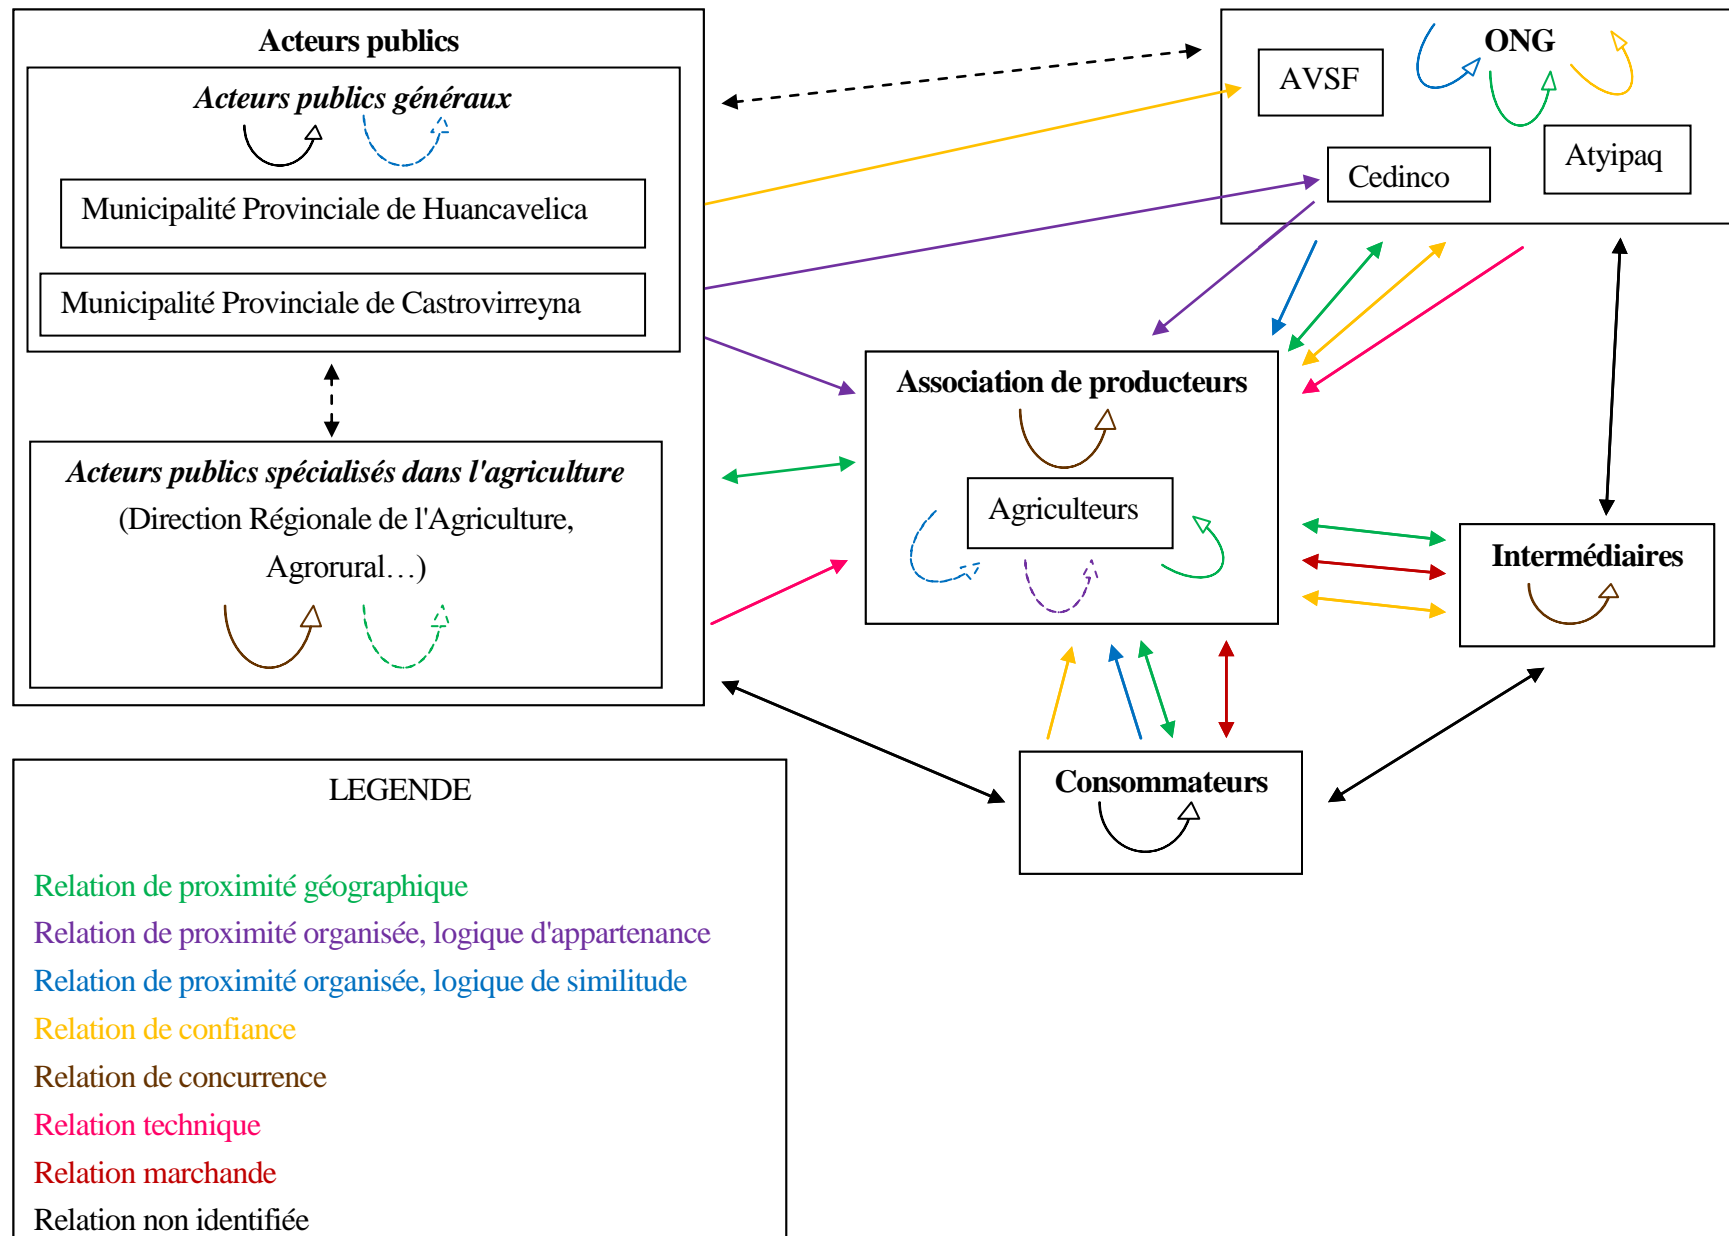 Acteurs publics
Acteurs publics généraux
Municipalité Provinciale de Huancavelica
Municipalité Provinciale de Castrovirreyna
Acteurs publics spécialisés dans l'agriculture
(Direction Régionale de l'Agriculture,
Agrorural…)
ONG
AVSF
Cedinco
Atyipaq
Association de producteurs
Agriculteurs
Intermédiaires
Consommateurs
LEGENDE
Relation de proximité géographique
Relation de proximité organisée, logique d'appartenance
Relation de proximité organisée, logique de similitude
Relation de confiance
Relation de concurrence
Relation technique
Relation marchande
Relation non identifiée